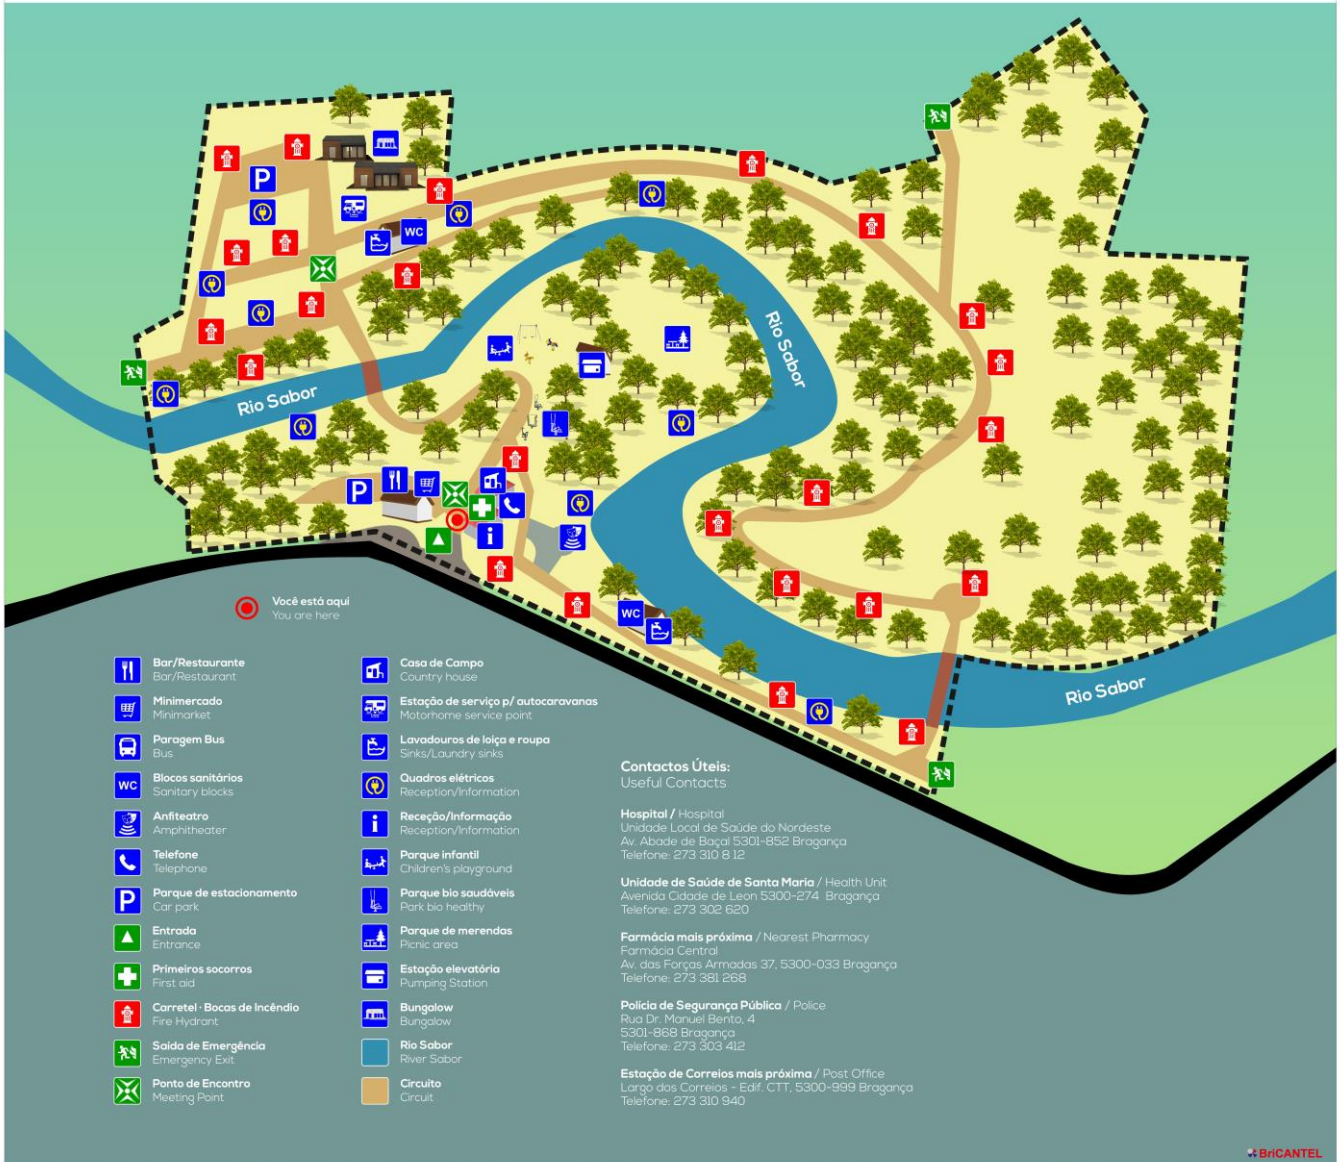 P
WC
Rio Sabor
Rio Sabor
P
i
WC
Rio Sabor
Você está aqui
You are here
Bar/Restaurante
Bar/Restaurant
Minimercado
Minimarket
Paragem Bus
Bus
WC
Blocos sanitários
Sanitary blocks
Anfiteatro
Amphitheater
Telefone
Telephone
P
Parque de estacionamento
Car park
Entrada
Entrance
Primeiros socorros
First aid
Carretel · Bocas de Incêndio
Fire Hydrant
Saída de Emergência
Emergency Exit
Ponto de Encontro
Meeting Point
Casa de Campo
Country house
Estação de serviço p/ autocaravanas
Motorhome service point
Lavadouros de loiça e roupa
Sinks/Laundry sinks
Quadros elétricos
Reception/Information
i
Receção/Informação
Reception/Information
Parque infantil
Children's playground
Parque bio saudáveis
Park bio healthy
Parque de merendas
Picnic area
Estação elevatória
Pumping Station
Bungalow
Bungalow
Rio Sabor
River Sabor
Circuito
Circuit
Contactos Úteis:
Useful Contacts
Hospital / Hospital
Unidade Local de Saúde do Nordeste
Av. Abade de Baçal 5301-852 Bragança
Telefone: 273 310 8 12
Unidade de Saúde de Santa Maria / Health Unit
Avenida Cidade de Leon 5300-274 Bragança
Telefone: 273 302 620
Farmácia mais próxima / Nearest Pharmacy
Farmácia Central
Av. das Forças Armadas 37, 5300-033 Bragança
Telefone: 273 381 268
Polícia de Segurança Pública / Police
Rua Dr. Manuel Bento, 4
5301-868 Bragança
Telefone: 273 303 412
Estação de Correios mais próxima / Post Office
Largo dos Correios - Edif. CTT, 5300-999 Bragança
Telefone: 273 310 940
BriCANTEL